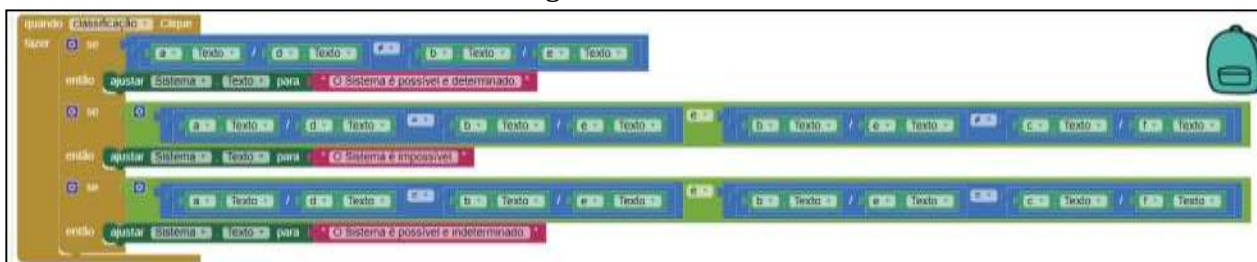 quando classificação Clique
fazer se a Texto / d Texto ≠ b Texto / e Texto
então ajustar Sistema Texto para " O Sistema é possível e determinado. "
se a Texto / d Texto = b Texto / e Texto e b Texto / e Texto ≠ c Texto / f Texto
então ajustar Sistema Texto para " O Sistema é impossível. "
se a Texto / d Texto = b Texto / e Texto e b Texto / e Texto = c Texto / f Texto
então ajustar Sistema Texto para " O Sistema é possível e indeterminado. "